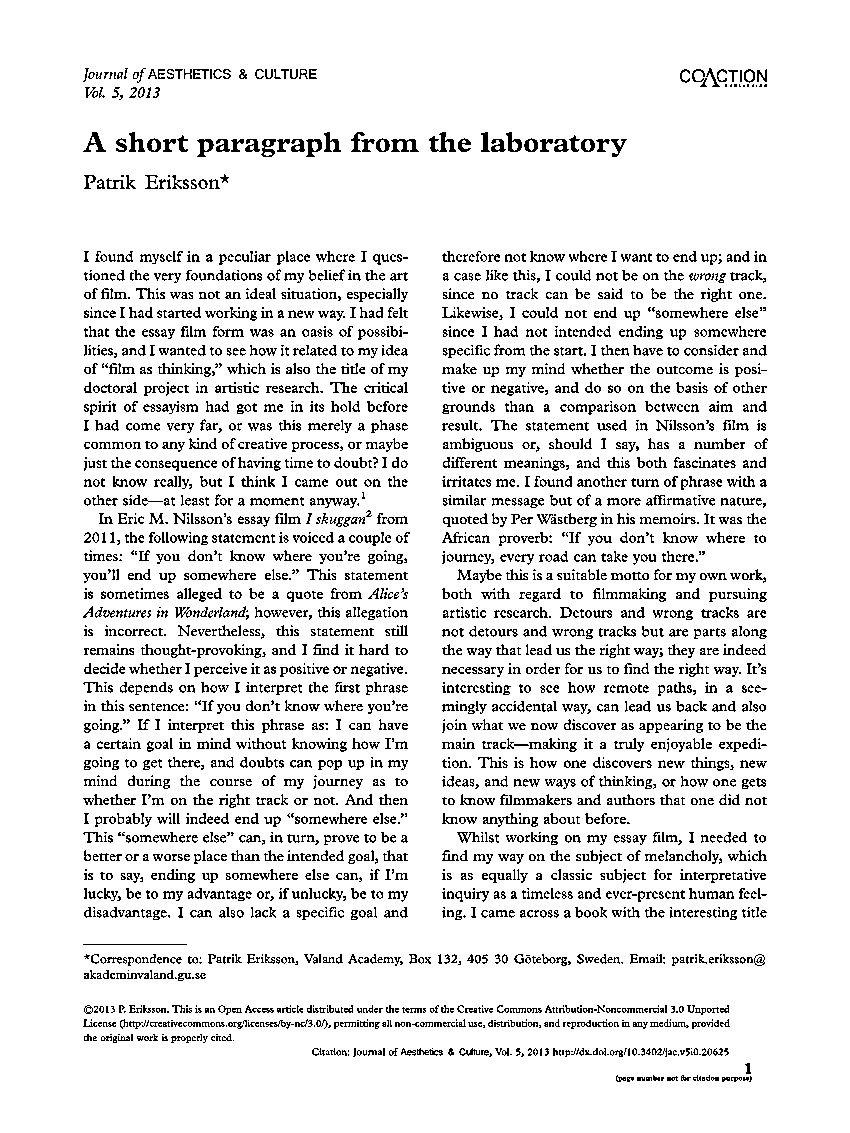 Journal of AESTHETICS & CULTURE
Vol. 5, 2013
COACTION
A short paragraph from the laboratory
Patrik Eriksson*
I found myself in a peculiar place where I ques-
tioned the very foundations of my belief in the art
of film. This was not an ideal situation, especially
since I had started working in a new way. I had felt
that the essay film form was an oasis of possibi-
lities, and I wanted to see how it related to my idea
of “film as thinking,” which is also the title of my
doctoral project in artistic research. The critical
spirit of essayism had got me in its hold before
I had come very far, or was this merely a phase
common to any kind of creative process, or maybe
just the consequence of having time to doubt? I do
not know really, but I think I came out on the
other side—at least for a moment anyway.1
In Eric M. Nilsson’s essay film I skuggan2 from
2011, the following statement is voiced a couple of
times: “If you don’t know where you’re going,
you’ll end up somewhere else.” This statement
is sometimes alleged to be a quote from Alice’s
Adventures in Wonderland; however, this allegation
is incorrect. Nevertheless, this statement still
remains thought-provoking, and I find it hard to
decide whether I perceive it as positive or negative.
This depends on how I interpret the first phrase
in this sentence: “If you don’t know where you’re
going.” If I interpret this phrase as: I can have
a certain goal in mind without knowing how I’m
going to get there, and doubts can pop up in my
mind during the course of my journey as to
whether I’m on the right track or not. And then
I probably will indeed end up “somewhere else.”
This “somewhere else” can, in turn, prove to be a
better or a worse place than the intended goal, that
is to say, ending up somewhere else can, if I’m
lucky, be to my advantage or, if unlucky, be to my
disadvantage. I can also lack a specific goal and
therefore not know where I want to end up; and in
a case like this, I could not be on the wrong track,
since no track can be said to be the right one.
Likewise, I could not end up “somewhere else”
since I had not intended ending up somewhere
specific from the start. I then have to consider and
make up my mind whether the outcome is posi-
tive or negative, and do so on the basis of other
grounds than a comparison between aim and
result. The statement used in Nilsson’s film is
ambiguous or, should I say, has a number of
different meanings, and this both fascinates and
irritates me. I found another turn of phrase with a
similar message but of a more affirmative nature,
quoted by Per Wästberg in his memoirs. It was the
African proverb: “If you don’t know where to
journey, every road can take you there.”
Maybe this is a suitable motto for my own work,
both with regard to filmmaking and pursuing
artistic research. Detours and wrong tracks are
not detours and wrong tracks but are parts along
the way that lead us the right way; they are indeed
necessary in order for us to find the right way. It’s
interesting to see how remote paths, in a see-
mingly accidental way, can lead us back and also
join what we now discover as appearing to be the
main track—making it a truly enjoyable expedi-
tion. This is how one discovers new things, new
ideas, and new ways of thinking, or how one gets
to know filmmakers and authors that one did not
know anything about before.
Whilst working on my essay film, I needed to
find my way on the subject of melancholy, which
is as equally a classic subject for interpretative
inquiry as a timeless and ever-present human feel-
ing. I came across a book with the interesting title
*Correspondence to: Patrik Eriksson, Valand Academy, Box 132, 405 30 Göteborg, Sweden. Email: patrik.eriksson@
akademinvaland.gu.se
©2013 P. Eriksson. This is an Open Access article distributed under the terms of the Creative Commons Attribution-Noncommercial 3.0 Unported
License (http://creativecommons.org/licenses/by-nc/3.0/), permitting all non-commercial use, distribution, and reproduction in any medium, provided
the original work is properly cited.
Citation: Journal of Aesthetics & Culture, Vol. 5, 2013 http://dx.doi.org/10.3402/jac.v5i0.20625
1
(page number not for citation purpose)